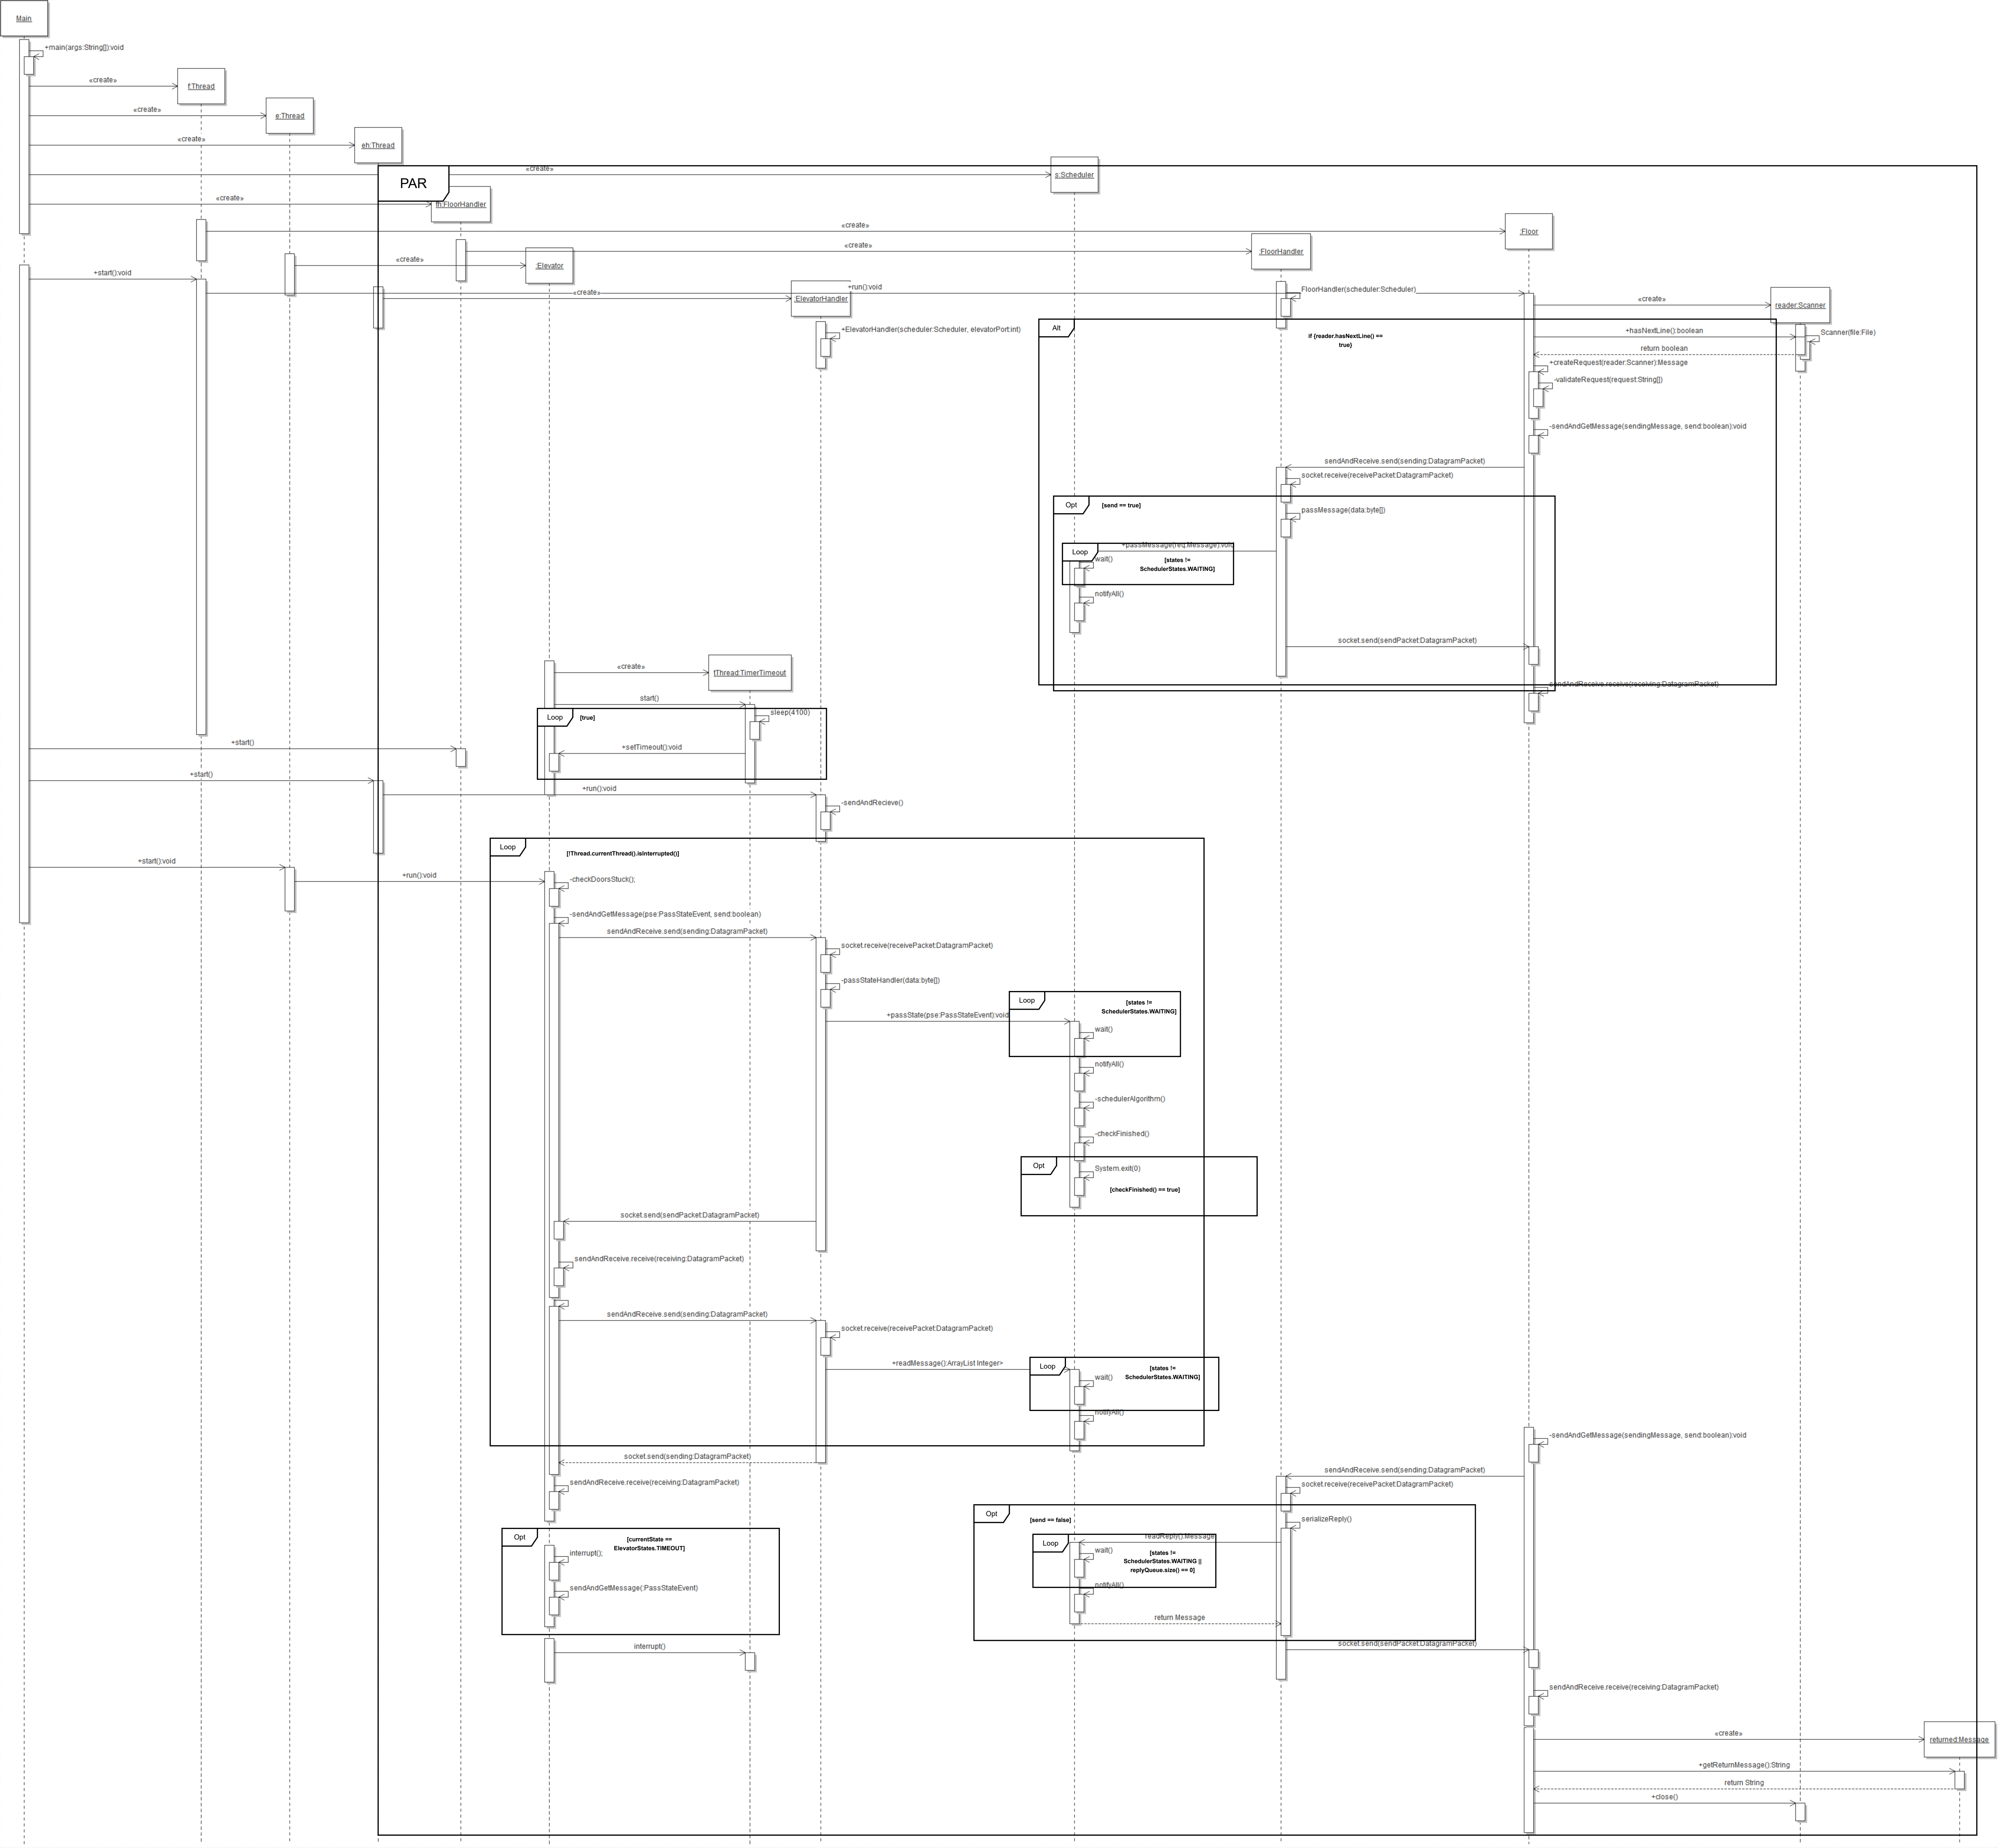 Main
+main(args:String[]):void
«create»
f:Thread
«create»
e:Thread
«create»
eh:Thread
«create»
s:Scheduler
PAR
«create»
fh:FloorHandler
«create»
:Floor
«create»
:FloorHandler
«create»
:Elevator
+start():void
+run():void
«create»
:ElevatorHandler
FloorHandler(scheduler:Scheduler)
«create»
reader:Scanner
Alt
if {reader.hasNextLine() ==
true}
+ElevatorHandler(scheduler:Scheduler, elevatorPort:int)
+hasNextLine():boolean
Scanner(file:File)
return boolean
+createRequest(reader:Scanner):Message
-validateRequest(request:String[])
-sendAndGetMessage(sendingMessage, send:boolean):void
sendAndReceive.send(sending:DatagramPacket)
socket.receive(receivePacket:DatagramPacket)
Opt
[send == true]
passMessage(data:byte[])
+passMessage(req:Message):void
Loop
wait()
[states !=
SchedulerStates.WAITING]
notifyAll()
socket.send(sendPacket:DatagramPacket)
«create»
tThread:TimerTimeout
sendAndReceive.receive(receiving:DatagramPacket)
start()
Loop
[true]
sleep(4100)
+start()
+setTimeout():void
+start()
+run():void
-sendAndRecieve()
Loop
[!Thread.currentThread().isInterrupted()]
+start():void
+run():void
-checkDoorsStuck();
-sendAndGetMessage(pse:PassStateEvent, send:boolean)
sendAndReceive.send(sending:DatagramPacket)
socket.receive(receivePacket:DatagramPacket)
-passStateHandler(data:byte[])
Loop
[states !=
SchedulerStates.WAITING]
+passState(pse:PassStateEvent):void
wait()
notifyAll()
-schedulerAlgorithm()
-checkFinished()
Opt
System.exit(0)
[checkFinished() == true]
socket.send(sendPacket:DatagramPacket)
sendAndReceive.receive(receiving:DatagramPacket)
sendAndReceive.send(sending:DatagramPacket)
socket.receive(receivePacket:DatagramPacket)
+readMessage():ArrayList Integer>
Loop
[states !=
SchedulerStates.WAITING]
wait()
notifyAll()
-sendAndGetMessage(sendingMessage, send:boolean):void
socket.send(sending:DatagramPacket)
sendAndReceive.send(sending:DatagramPacket)
sendAndReceive.receive(receiving:DatagramPacket)
socket.receive(receivePacket:DatagramPacket)
Opt
[send == false]
serializeReply()
Opt
[currentState ==
ElevatorStates.TIMEOUT]
readReply():Message
Loop
wait()
[states !=
SchedulerStates.WAITING ||
replyQueue.size() == 0]
interrupt();
notifyAll()
sendAndGetMessage(:PassStateEvent)
return Message
interrupt()
socket.send(sendPacket:DatagramPacket)
sendAndReceive.receive(receiving:DatagramPacket)
«create»
returned:Message
+getReturnMessage():String
return String
+close()